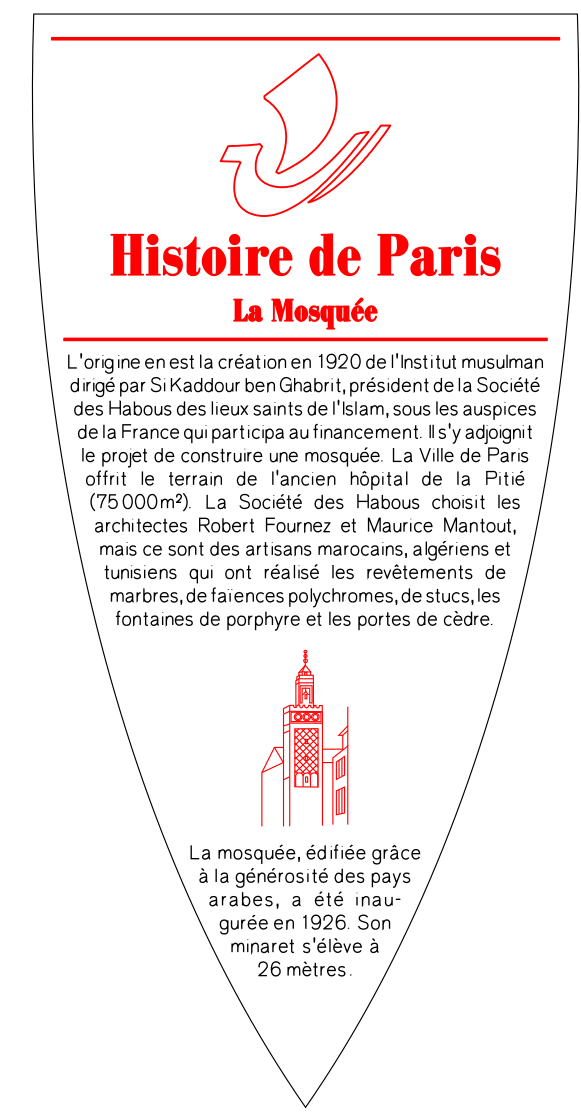 Histoire de Paris
La Mosquée
L'origine en est la création en 1920 de l'Institut musulman
dirigé par Si Kaddour ben Ghabrit, président de la Société
des Habous des lieux saints de l'Islam, sous les auspices
de la France qui participa au financement. Il s'y adjoignit
le projet de construire une mosquée. La Ville de Paris
offrit le terrain de l'ancien hôpital de la Pitié
(75000m²). La Société des Habous choisit les
architectes Robert Fournez et Maurice Mantout,
mais ce sont des artisans marocains, algériens et
tunisiens qui ont réalisé les revêtements de
marbres, de faïences polychromes, de stucs, les
fontaines de porphyre et les portes de cèdre.
La mosquée, édifiée grâce
à la générosité des pays
arabes, a été inau-
gurée en 1926. Son
minaret s'élève à
26 mètres.